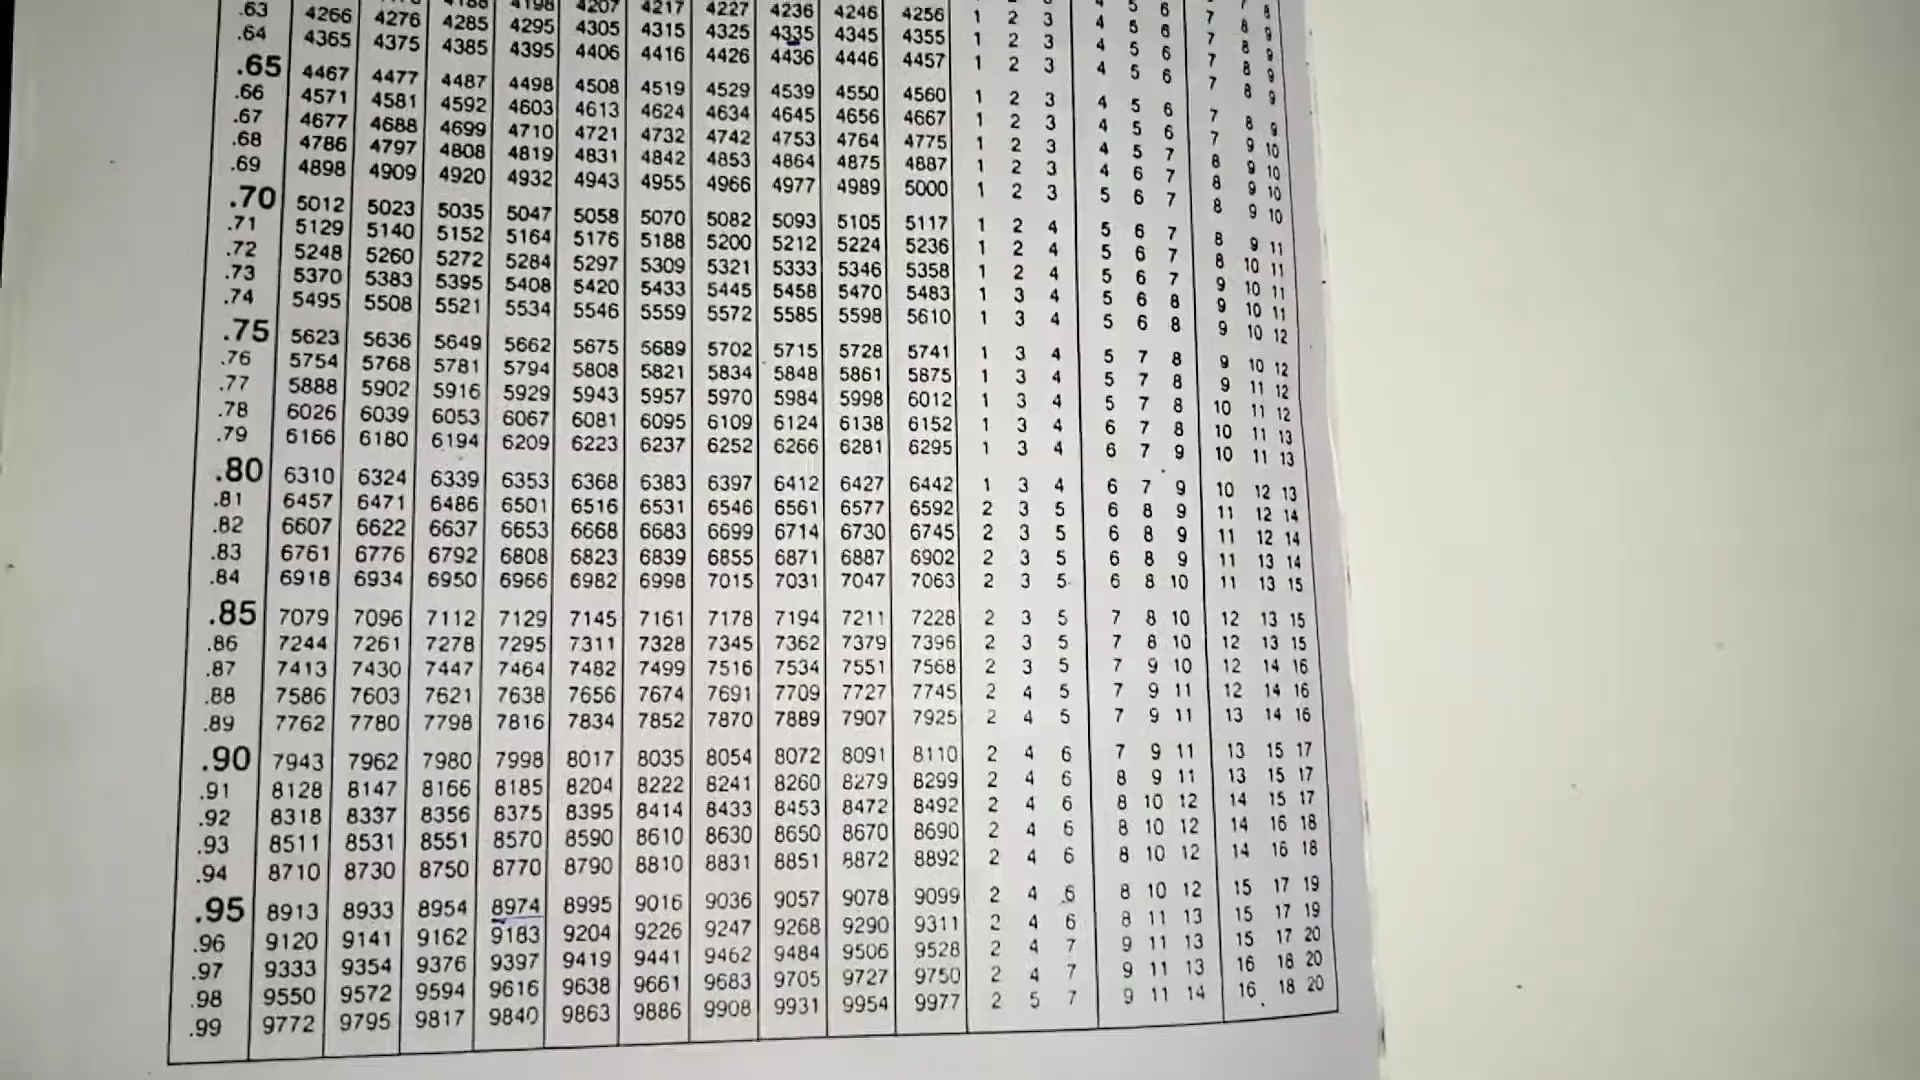 .63 4266 4276 4285 4295 4305 4315 4325 4335 4345 4355 1 2 3 4 5 6 7 8 9
.64 4365 4375 4385 4395 4406 4416 4426 4436 4446 4457 1 2 3 4 5 6 7 8 9
.65 4467 4477 4487 4498 4508 4519 4529 4539 4550 4560 1 2 3 4 5 6 7 8 9
.66 4571 4581 4592 4603 4613 4624 4634 4645 4656 4667 1 2 3 4 5 6 7 9 10
.67 4677 4688 4699 4710 4721 4732 4742 4753 4764 4775 1 2 3 4 5 7 8 9 10
.68 4786 4797 4808 4819 4831 4842 4853 4864 4875 4887 1 2 3 4 6 7 8 9 10
.69 4898 4909 4920 4932 4943 4955 4966 4977 4989 5000 1 2 3 5 6 7 8 9 10
.70 5012 5023 5035 5047 5058 5070 5082 5093 5105 5117 1 2 4 5 6 7 8 9 11
.71 5129 5140 5152 5164 5176 5188 5200 5212 5224 5236 1 2 4 5 6 7 8 10 11
.72 5248 5260 5272 5284 5297 5309 5321 5333 5346 5358 1 2 4 5 6 7 9 10 11
.73 5370 5383 5395 5408 5420 5433 5445 5458 5470 5483 1 3 4 5 6 8 9 10 11
.74 5495 5508 5521 5534 5546 5559 5572 5585 5598 5610 1 3 4 5 6 8 9 10 12
.75 5623 5636 5649 5662 5675 5689 5702 5715 5728 5741 1 3 4 5 7 8 9 10 12
.76 5754 5768 5781 5794 5808 5821 5834 5848 5861 5875 1 3 4 5 7 8 9 11 12
.77 5888 5902 5916 5929 5943 5957 5970 5984 5998 6012 1 3 4 5 7 8 10 11 12
.78 6026 6039 6053 6067 6081 6095 6109 6124 6138 6152 1 3 4 6 7 8 10 11 13
.79 6166 6180 6194 6209 6223 6237 6252 6266 6281 6295 1 3 4 6 7 9 10 11 13
.80 6310 6324 6339 6353 6368 6383 6397 6412 6427 6442 1 3 4 6 7 9 10 12 13
.81 6457 6471 6486 6501 6516 6531 6546 6561 6577 6592 2 3 5 6 8 9 11 12 14
.82 6607 6622 6637 6653 6668 6683 6699 6714 6730 6745 2 3 5 6 8 9 11 12 14
.83 6761 6776 6792 6808 6823 6839 6855 6871 6887 6902 2 3 5 6 8 9 11 13 14
.84 6918 6934 6950 6966 6982 6998 7015 7031 7047 7063 2 3 5 6 8 10 11 13 15
.85 7079 7096 7112 7129 7145 7161 7178 7194 7211 7228 2 3 5 7 8 10 12 13 15
.86 7244 7261 7278 7295 7311 7328 7345 7362 7379 7396 2 3 5 7 8 10 12 13 15
.87 7413 7430 7447 7464 7482 7499 7516 7534 7551 7568 2 3 5 7 9 10 12 14 16
.88 7586 7603 7621 7638 7656 7674 7691 7709 7727 7745 2 4 5 7 9 11 12 14 16
.89 7762 7780 7798 7816 7834 7852 7870 7889 7907 7925 2 4 5 7 9 11 13 14 16
.90 7943 7962 7980 7998 8017 8035 8054 8072 8091 8110 2 4 6 7 9 11 13 15 17
.91 8128 8147 8166 8185 8204 8222 8241 8260 8279 8299 2 4 6 8 9 11 13 15 17
.92 8318 8337 8356 8375 8395 8414 8433 8453 8472 8492 2 4 6 8 10 12 14 15 17
.93 8511 8531 8551 8570 8590 8610 8630 8650 8670 8690 2 4 6 8 10 12 14 16 18
.94 8710 8730 8750 8770 8790 8810 8831 8851 8872 8892 2 4 6 8 10 12 14 16 18
.95 8913 8933 8954 8974 8995 9016 9036 9057 9078 9099 2 4 6 8 10 12 15 17 19
.96 9120 9141 9162 9183 9204 9226 9247 9268 9290 9311 2 4 6 8 11 13 15 17 19
.97 9333 9354 9376 9397 9419 9441 9462 9484 9506 9528 2 4 7 9 11 13 15 17 20
.98 9550 9572 9594 9616 9638 9661 9683 9705 9727 9750 2 4 7 9 11 13 16 18 20
.99 9772 9795 9817 9840 9863 9886 9908 9931 9954 9977 2 5 7 9 11 14 16 18 20